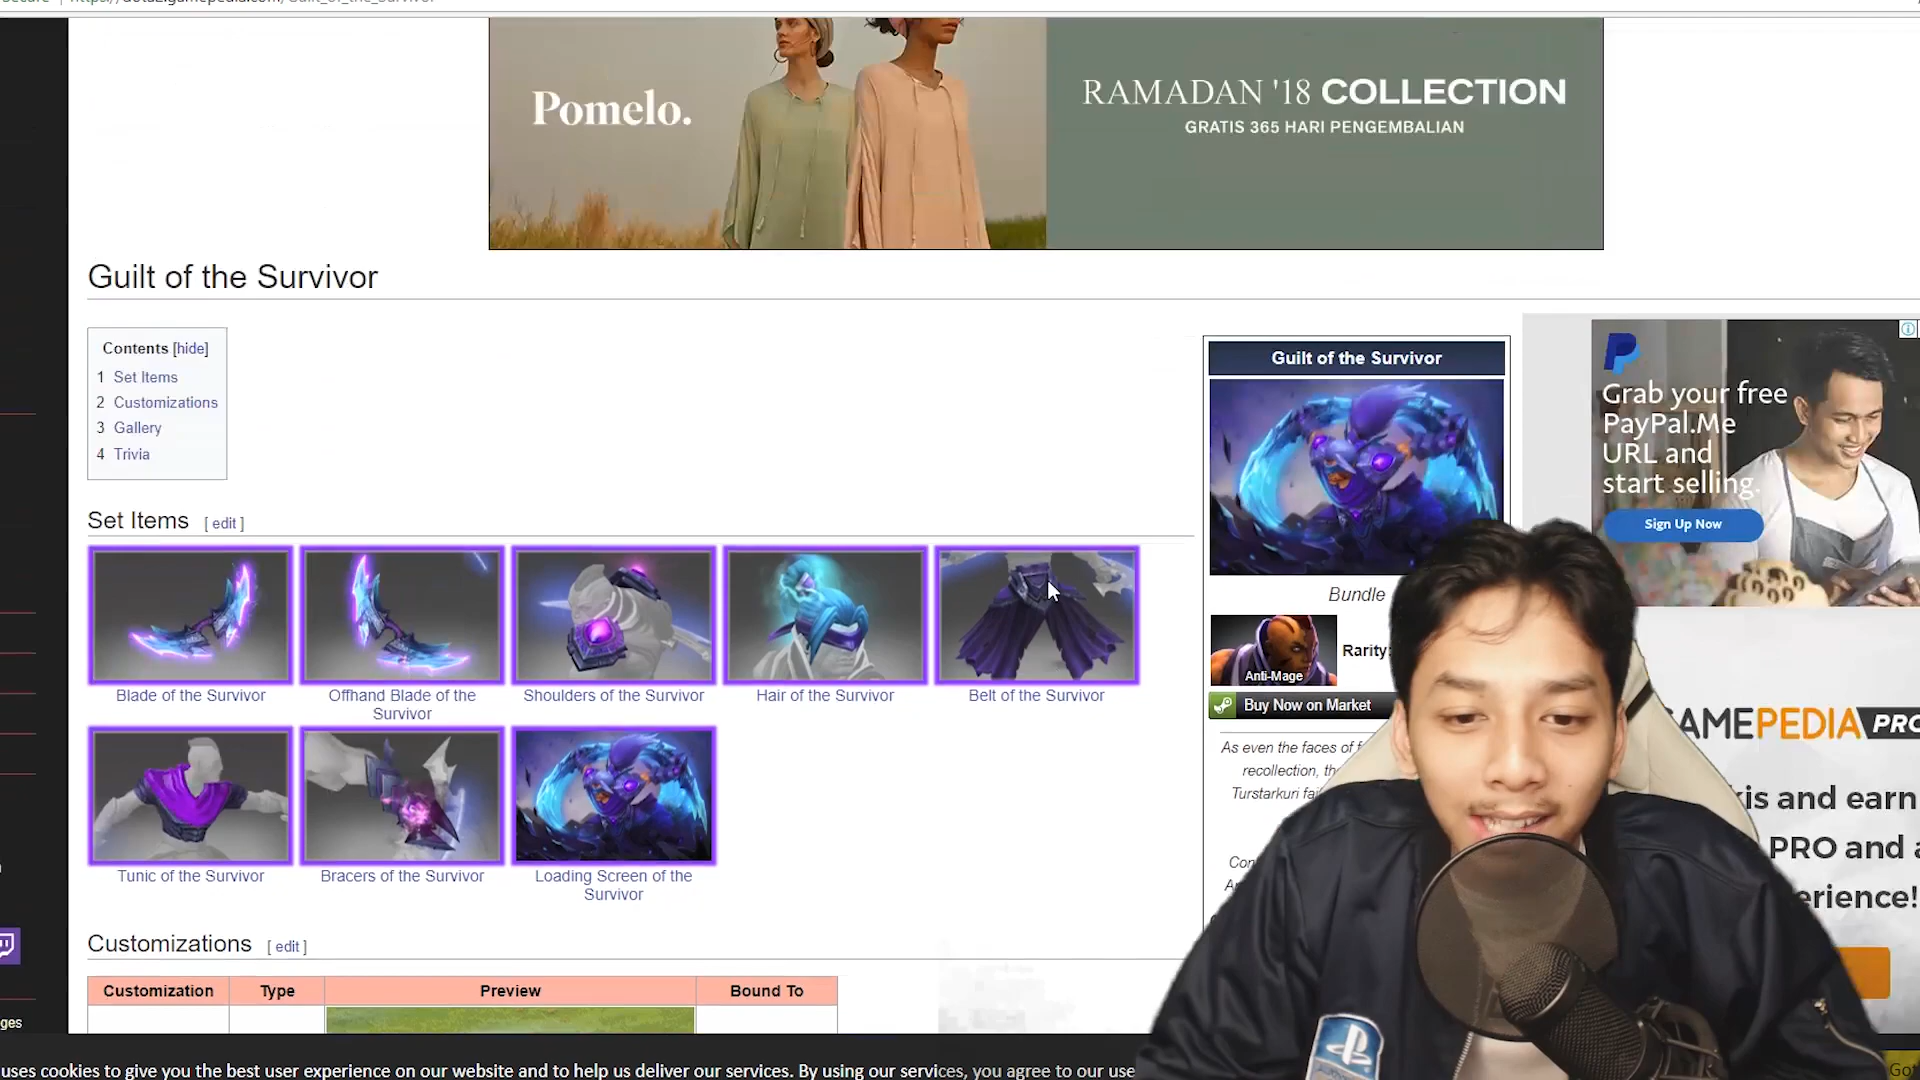 Pomelo.
RAMADAN '18 COLLECTION
GRATIS 365 HARI PENGEMBALIAN
Guilt of the Survivor
Contents [hide]
1 Set Items
2 Customizations
3 Gallery
4 Trivia
Set Items [ edit ]
Blade of the Survivor
Offhand Blade of the
Survivor
Shoulders of the Survivor
Hair of the Survivor
Belt of the Survivor
Tunic of the Survivor
Bracers of the Survivor
Loading Screen of the
Survivor
Customizations [ edit ]
Customization Type Preview Bound To
Guilt of the Survivor
Bundle
Anti-Mage
Rarity:
Buy Now on Market
As even the faces of f
recollection, th
Turstarkuri fai
Con
Grab your free
PayPal.Me
URL and
start selling.
Sign Up Now
AMEPEDIA PRO
kis and earn
PRO and a
erience!
ges
uses cookies to give you the best user experience on our website and to help us deliver our services. By using our services, you agree to our use